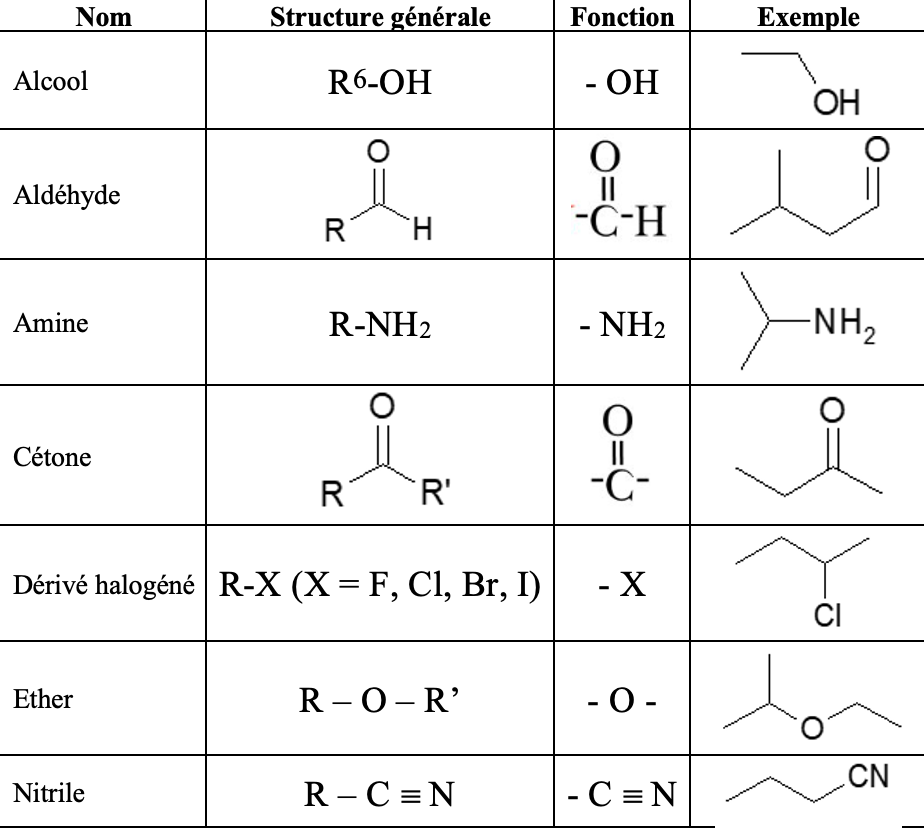 Nom Structure générale Fonction Exemple
Alcool R6-OH - OH OH
Aldéhyde O R H O -C-H O
Amine R-NH2 - NH2 NH2
Cétone O R R' O -C- O
Dérivé halogéné R-X (X = F, Cl, Br, I) - X Cl
Ether R – O – R’ - O - O
Nitrile R – C ≡ N - C ≡ N CN